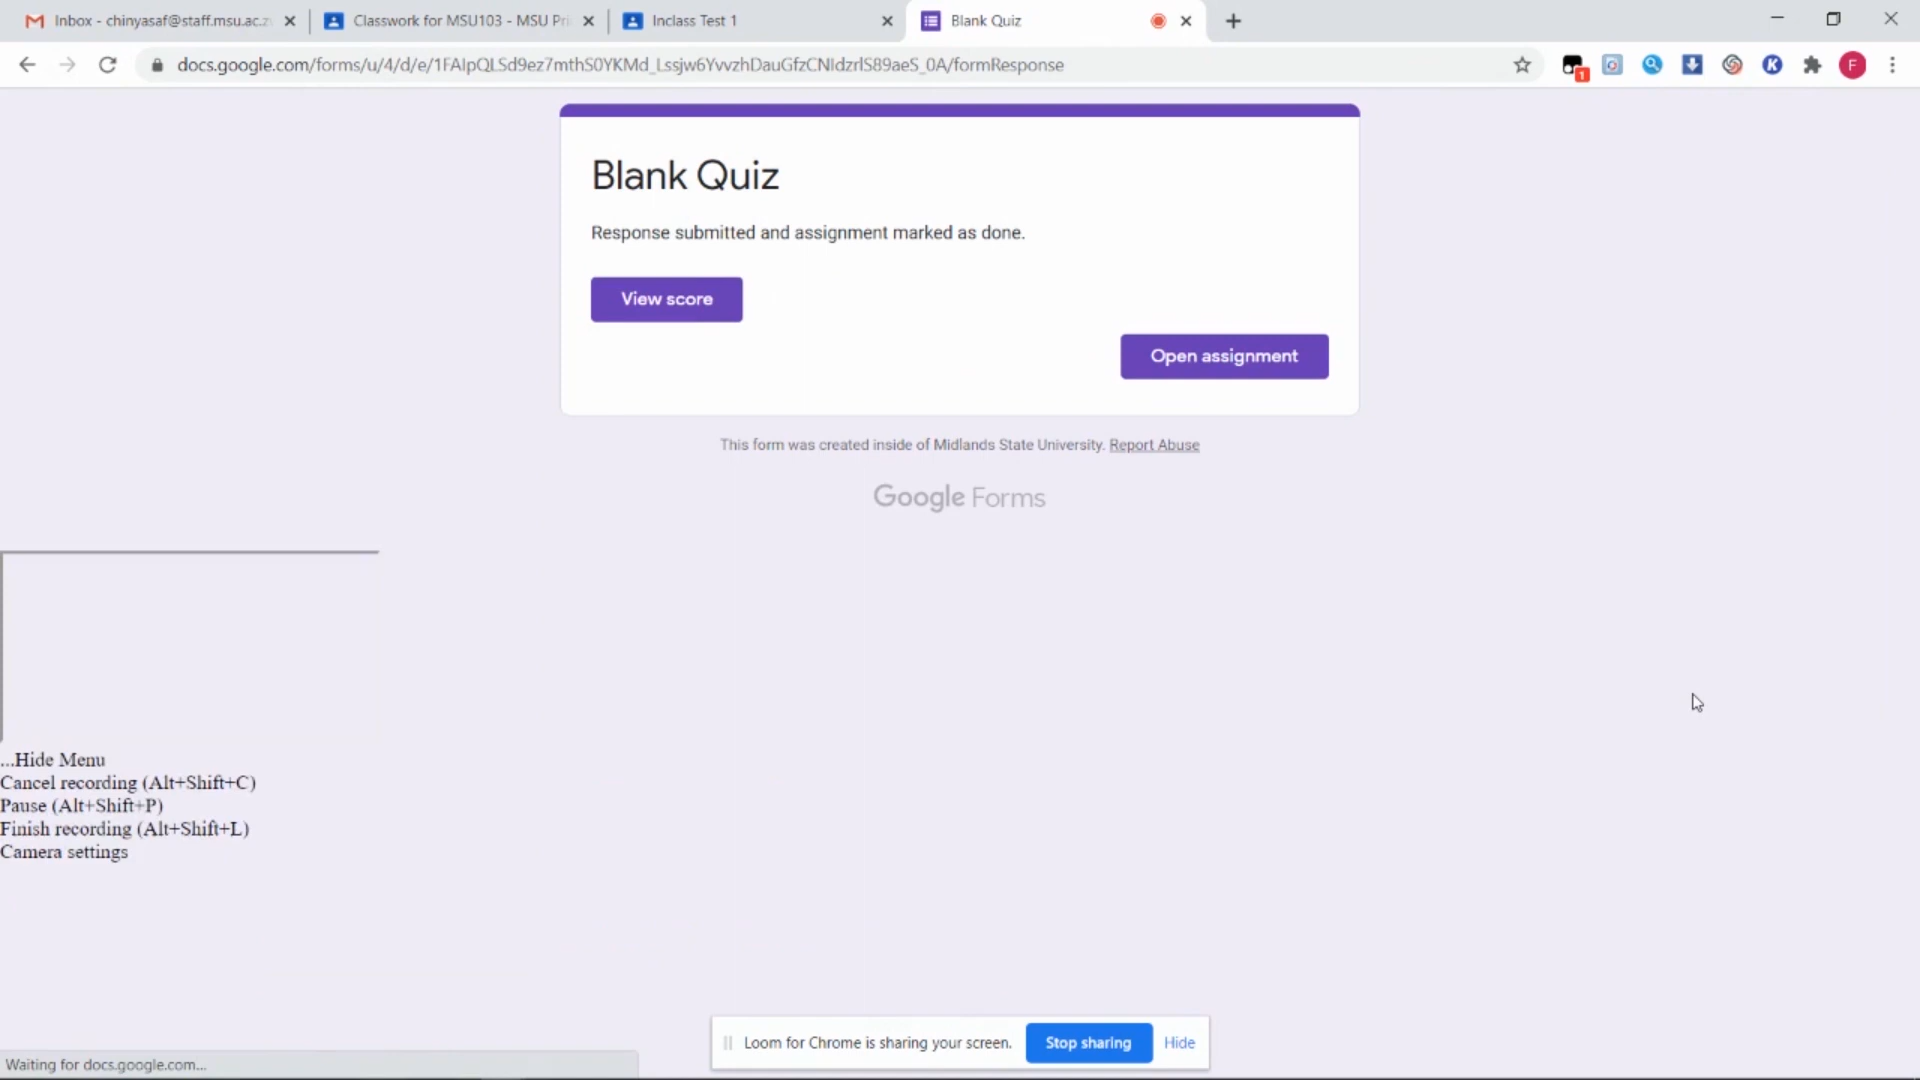 Inbox - chinyasaf@staff.msu.ac.z
Classwork for MSU103 - MSU Pri
Inclass Test 1
Blank Quiz
docs.google.com/forms/u/4/d/e/1FAIpQLSd9ez7mthS0YKMd_Lssjw6YvvzhDauGfzCNIdzrlS89aeS_0A/formResponse
1
K
F
Blank Quiz
Response submitted and assignment marked as done.
View score
Open assignment
This form was created inside of Midlands State University. Report Abuse
Google Forms
...Hide Menu
Cancel recording (Alt+Shift+C)
Pause (Alt+Shift+P)
Finish recording (Alt+Shift+L)
Camera settings
Loom for Chrome is sharing your screen.
Stop sharing
Hide
Waiting for docs.google.com...